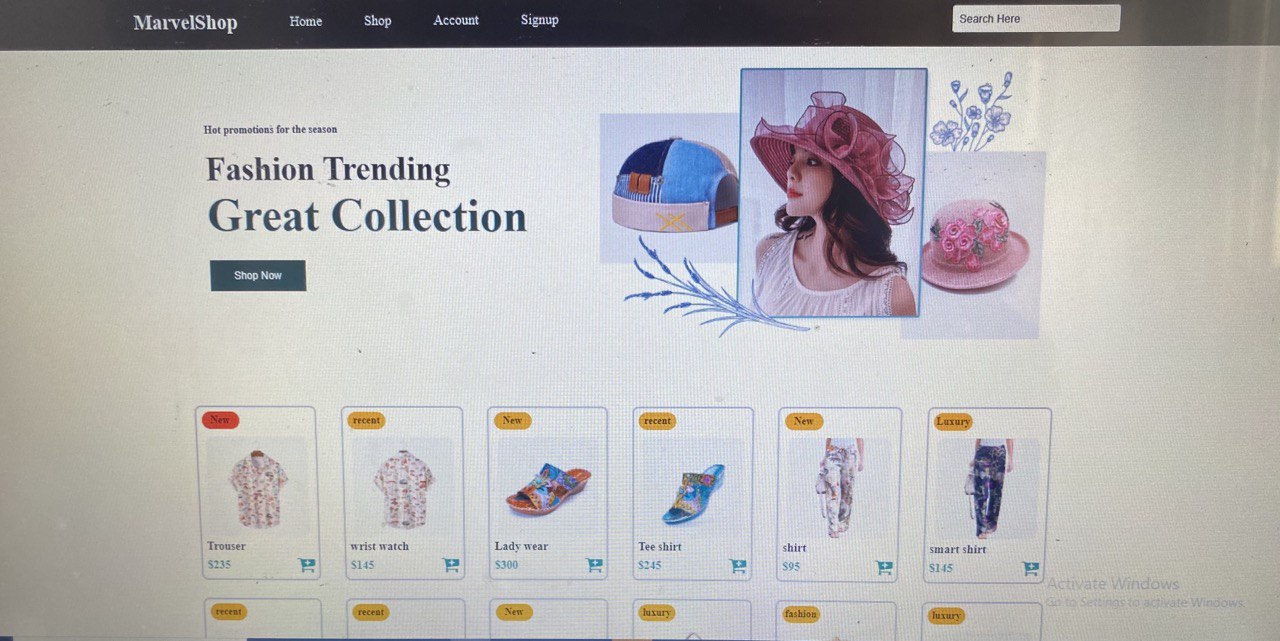 MarvelShop Home Shop Account Signup Search Here
Hot promotions for the season
Fashion Trending
Great Collection
Shop Now
New recent New recent New Luxury
Trouser wrist watch Lady wear Tee shirt shirt smart shirt
$235 $145 $300 $245 $95 $145
Activate Windows
Go to Settings to activate Windows.
recent recent New luxury fashion luxury